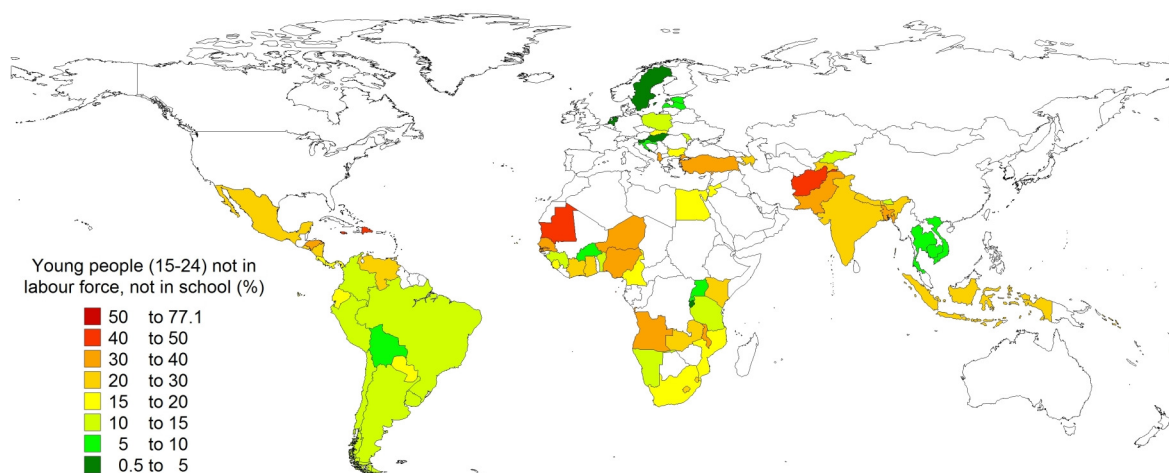 Young people (15-24) not in
labour force, not in school (%)
50 to 77.1
40 to 50
30 to 40
20 to 30
15 to 20
10 to 15
5 to 10
0.5 to 5